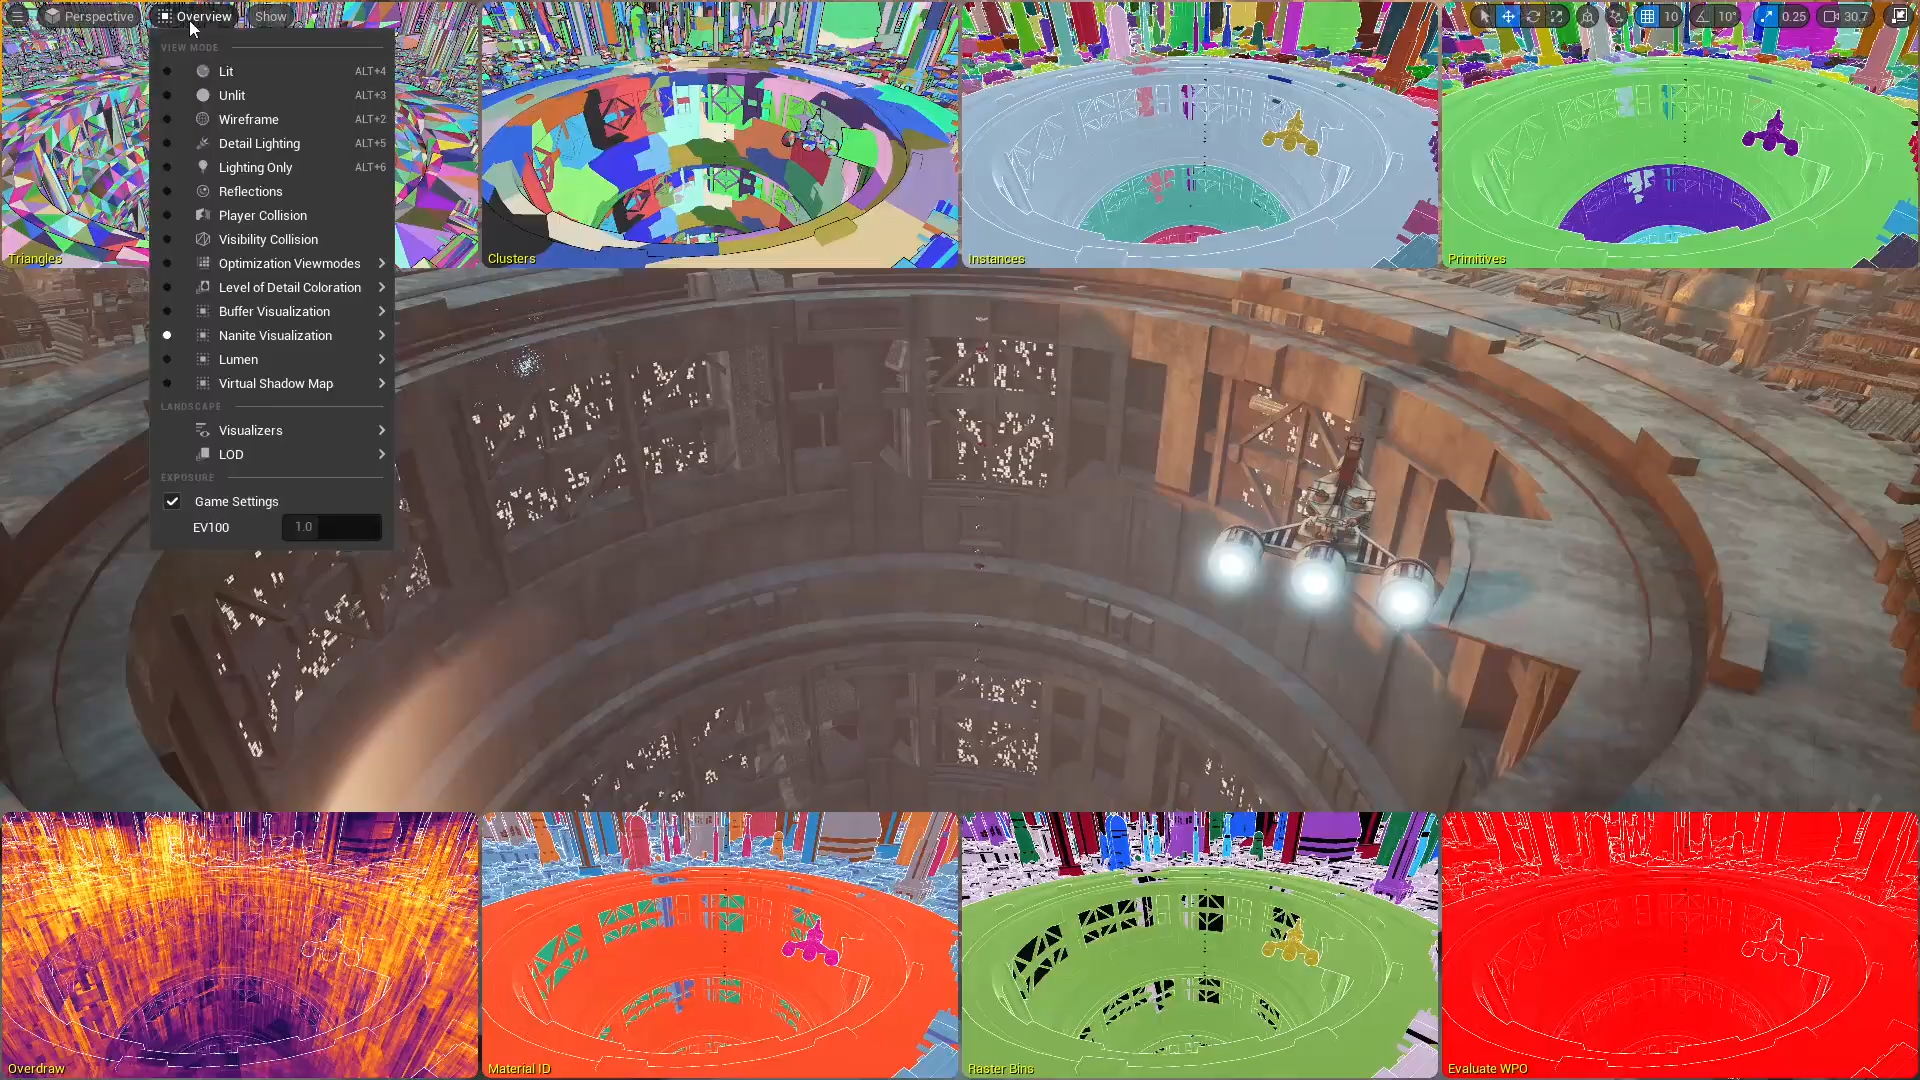 Perspective
Overview
Show
10
10°
0.25
30.7
VIEW MODE
Lit ALT+4
Unlit ALT+3
Wireframe ALT+2
Detail Lighting ALT+5
Lighting Only ALT+6
Reflections
Player Collision
Visibility Collision
Optimization Viewmodes
Level of Detail Coloration
Buffer Visualization
Nanite Visualization
Lumen
Virtual Shadow Map
LANDSCAPE
Visualizers
LOD
EXPOSURE
Game Settings
EV100 1.0
Triangles
Clusters
Instances
Primitives
Overdraw
Material ID
Raster Bins
Evaluate WPO